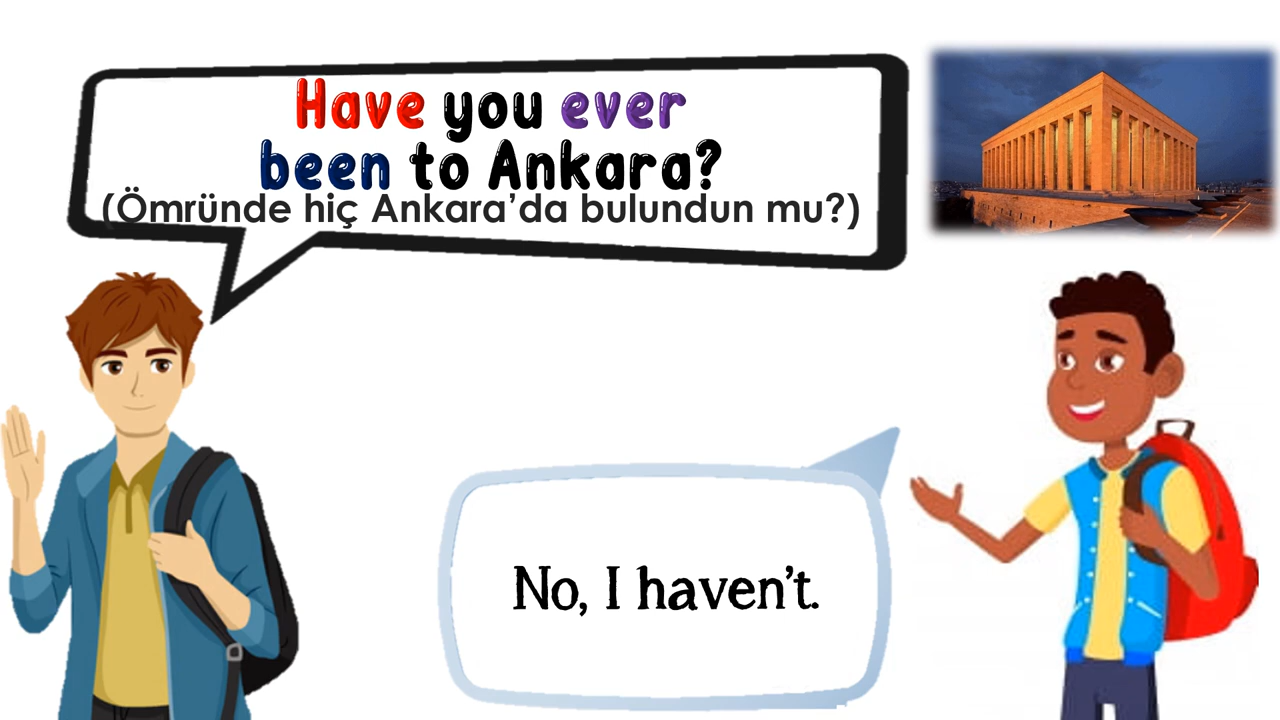 Have you ever
been to Ankara?
(Ömründe hiç Ankara’da bulundun mu?)
No, I haven’t.